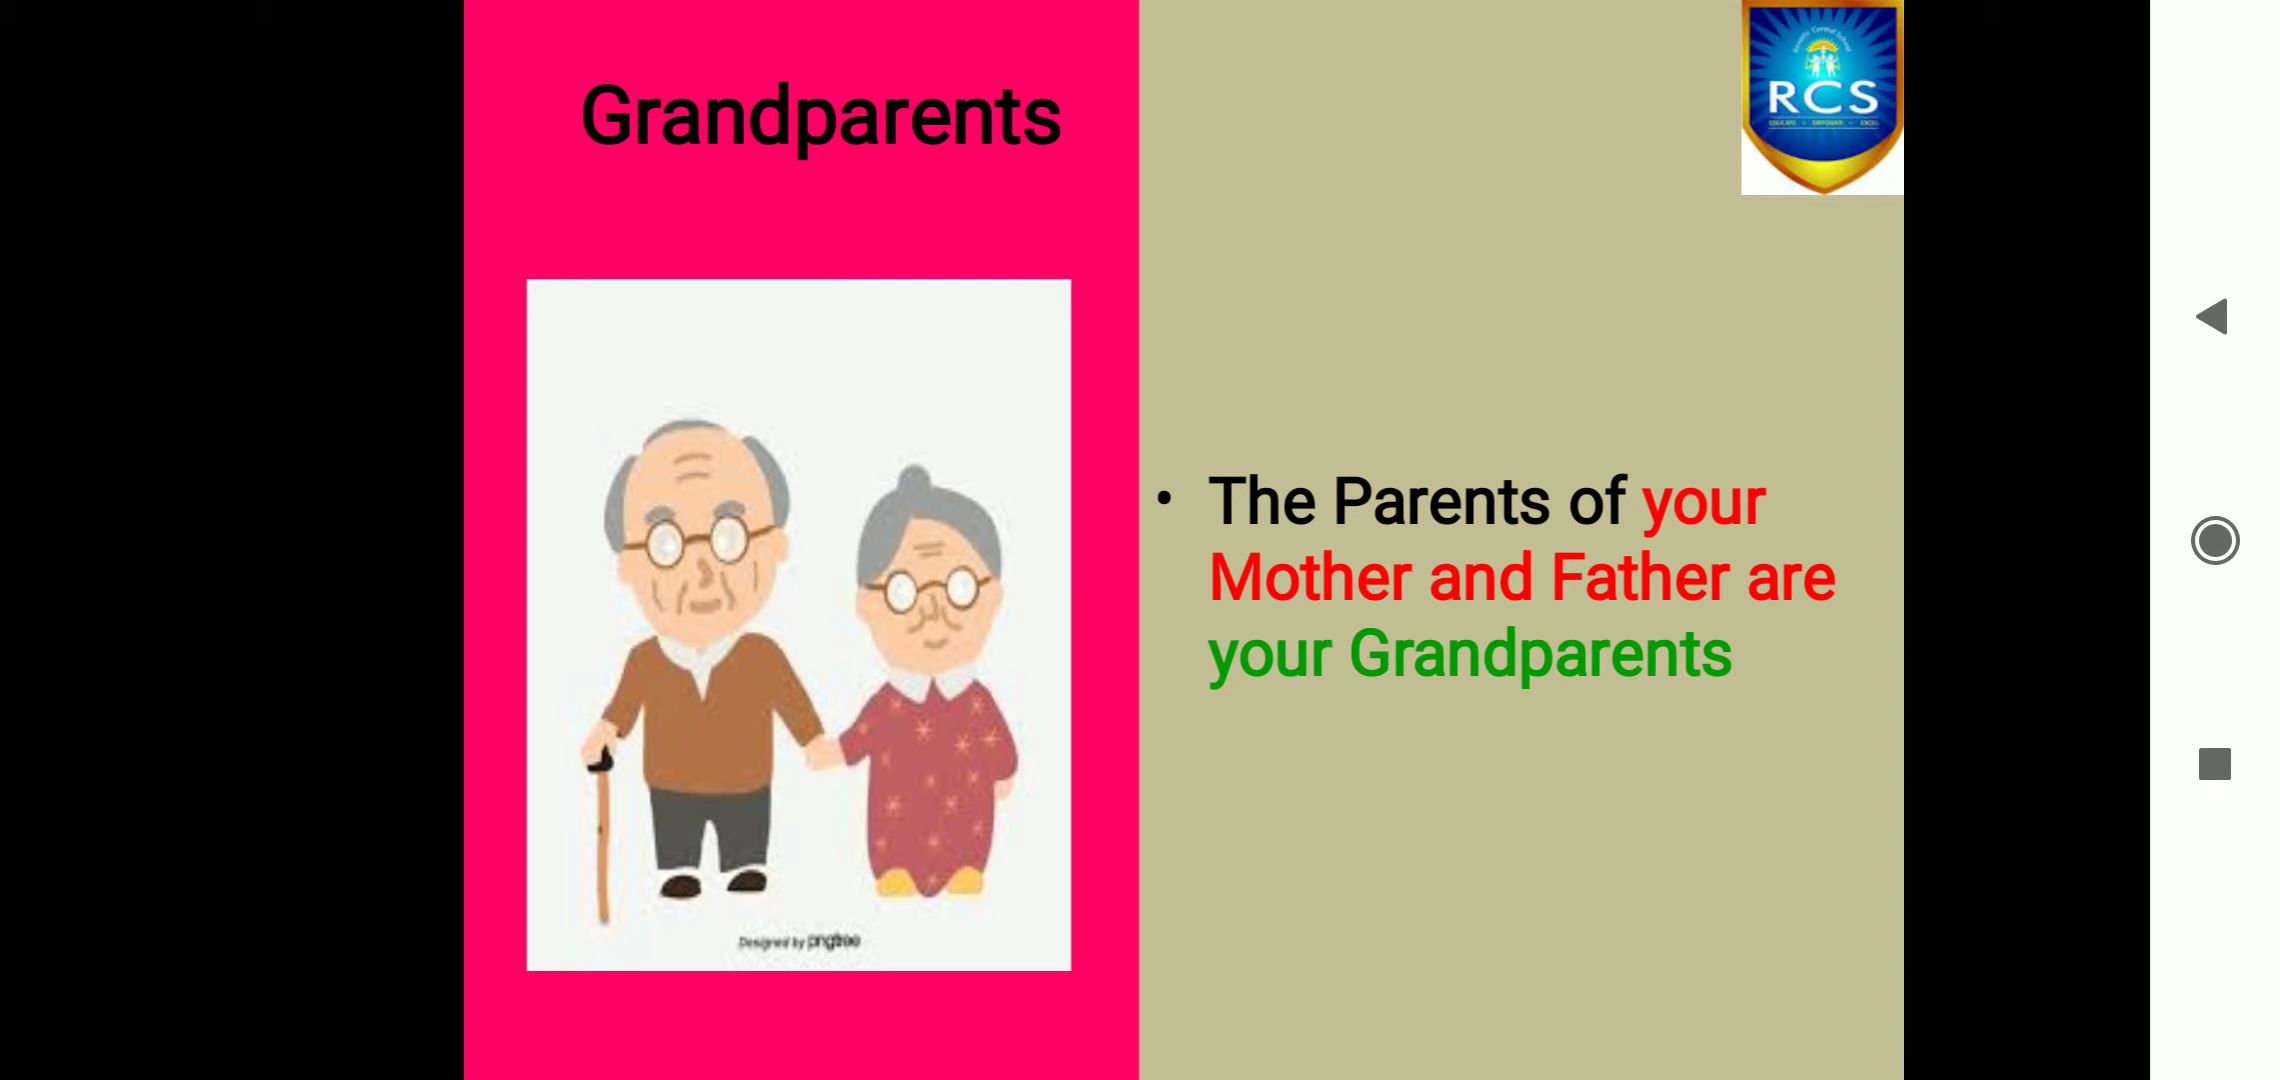 Grandparents
RCS
The Parents of your
Mother and Father are
your Grandparents
Designed by pngtree